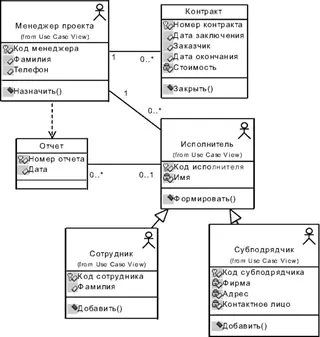 Менеджер проекта
(from Use Case View)
Код менеджера
Фамилия
Телефон
Назначить()
Контракт
Номер контракта
Дата заключения
Заказчик
Дата окончания
Стоимость
Закрыть()
1
0..*
1
0..*
Отчет
Номер отчета
Дата
0..*
0..1
Исполнитель
(from Use Case View)
Код исполнителя
Имя
Формировать()
Сотрудник
(from Use Case View)
Код сотрудника
Фамилия
Добавить()
Субподрядчик
(from Use Case View)
Код субподрядчика
Фирма
Адрес
Контактное лицо
Добавить()